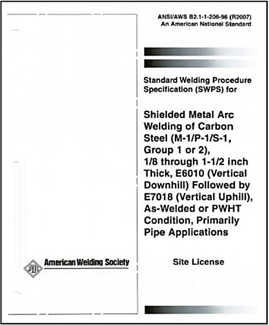 ANSI/AWS B2.1-1-206-96 (R2007)
An American National Standard
Standard Welding Procedure
Specification (SWPS) for
Shielded Metal Arc
Welding of Carbon
Steel (M-1/P-1/S-1,
Group 1 or 2),
1/8 through 1-1/2 inch
Thick, E6010 (Vertical
Downhill) Followed by
E7018 (Vertical Uphill),
As-Welded or PWHT
Condition, Primarily
Pipe Applications
American Welding Society
Site License